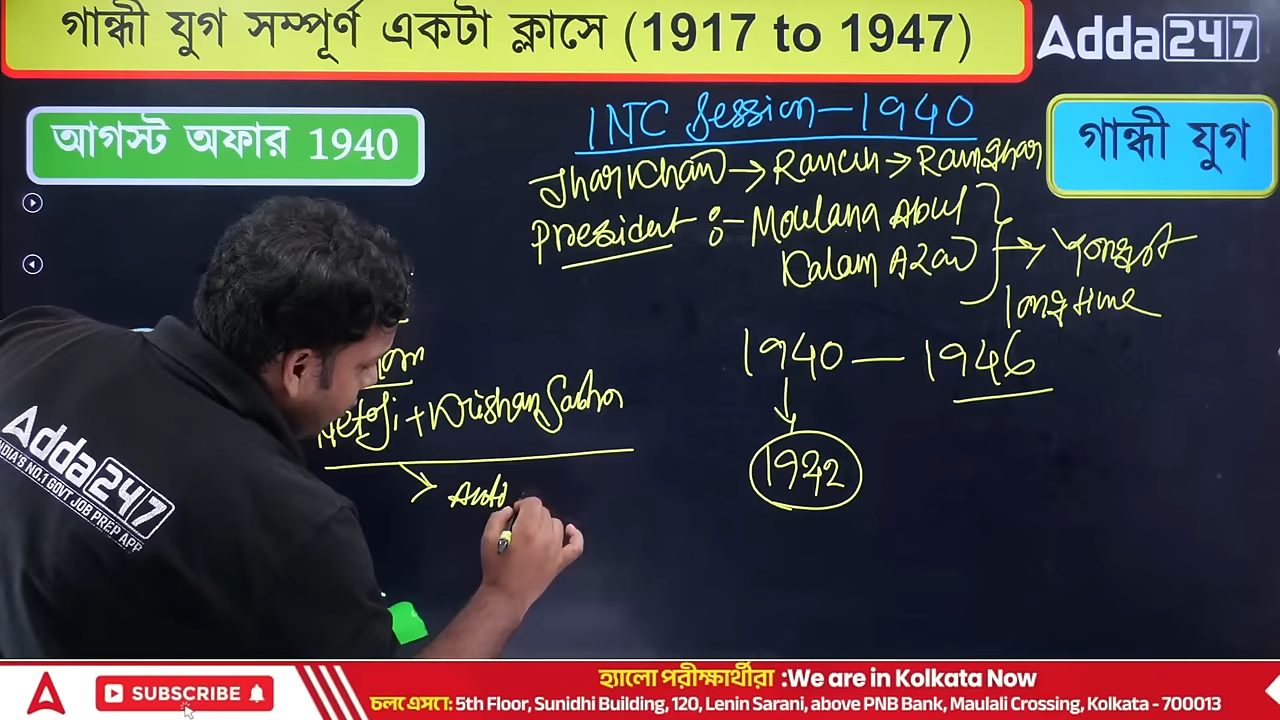 গান্ধী যুগ সম্পূর্ণ একটা ক্লাসে (1917 to 1947)
Adda247
আগস্ট অফার 1940
INC Session - 1940
গান্ধী যুগ
Jharkhand → Ranchi → Ramghar
President :- Moulana Abul
Kalam Azad
long time
1940 — 1946
Netaji + Krishan Sabha
1942
Adda247
INDIA'S NO.1 GOVT JOB PREP APP
SUBSCRIBE
হ্যালো পরীক্ষার্থীরা :We are in Kolkata Now
চলে এসো: 5th Floor, Sunidhi Building, 120, Lenin Sarani, above PNB Bank, Maulali Crossing, Kolkata - 700013